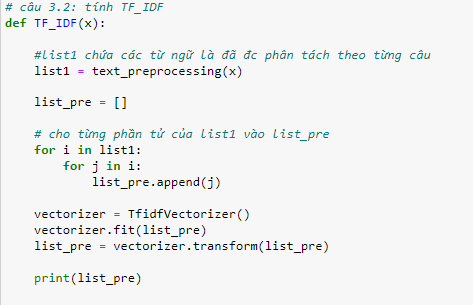 # câu 3.2: tính TF_IDF
def TF_IDF(x):
#list1 chứa các từ ngữ là đã đc phân tách theo từng câu
list1 = text_preprocessing(x)
list_pre = []
# cho từng phần tử của list1 vào list_pre
for i in list1:
for j in i:
list_pre.append(j)
vectorizer = TfidfVectorizer()
vectorizer.fit(list_pre)
list_pre = vectorizer.transform(list_pre)
print(list_pre)